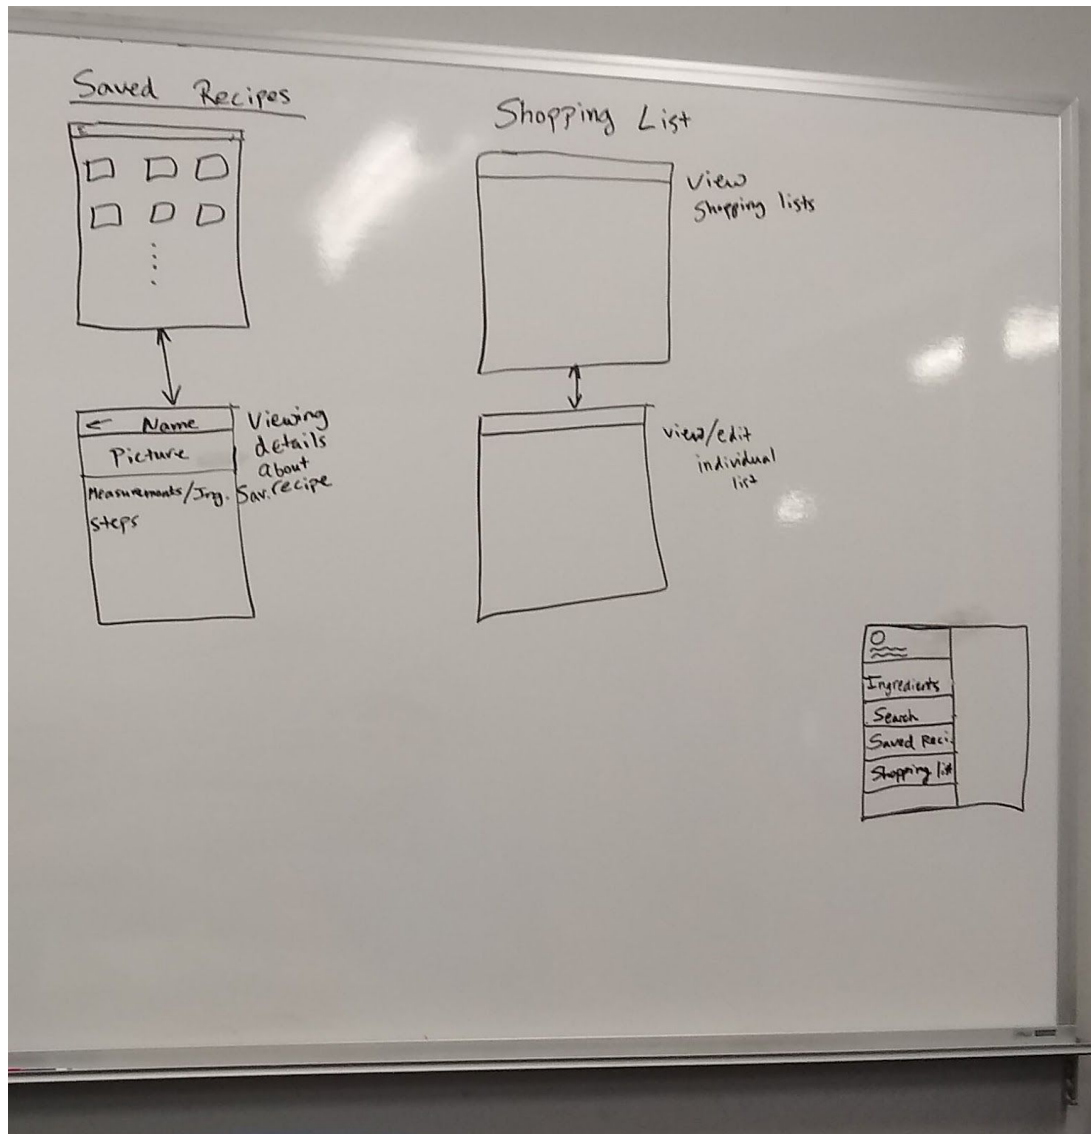 Saved Recipes
Name
Picture
Measurements/Ing.
steps
Viewing
details
about
Sav. recipe
Shopping List
view
shopping lists
view/edit
individual
list
Ingredients
Search
Saved Reci.
Shopping list